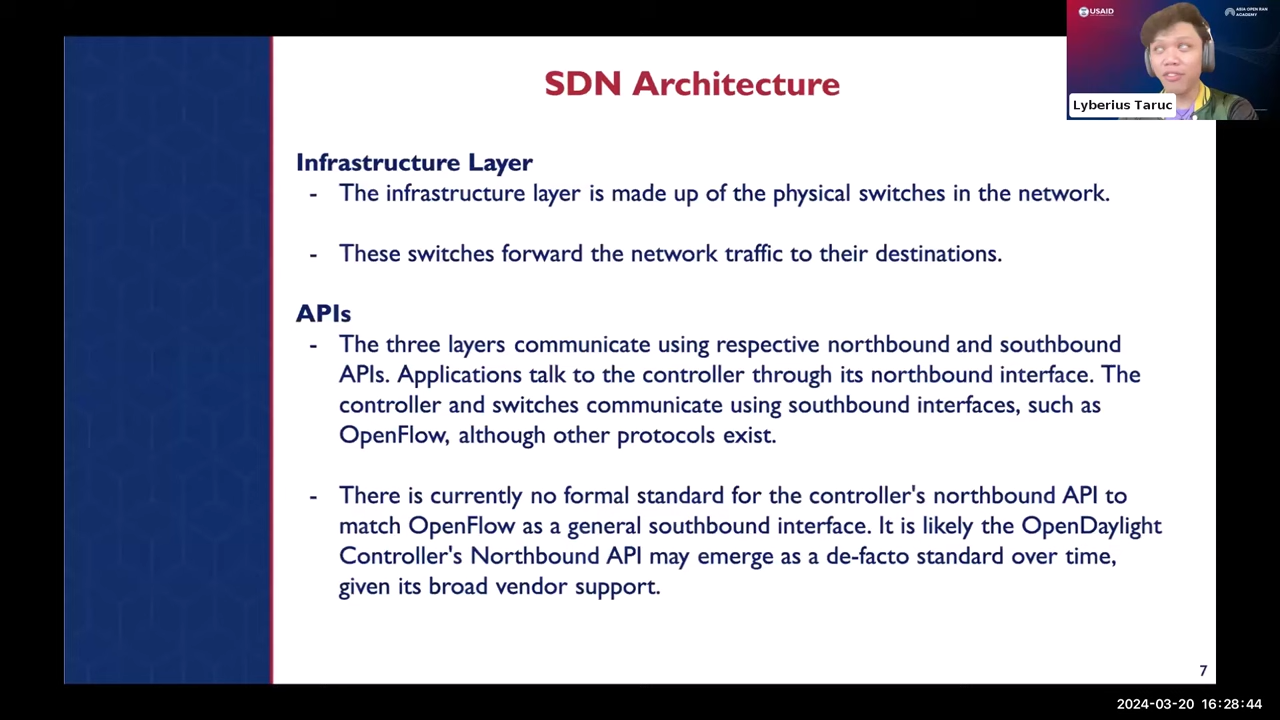 USAID
ASIA OPEN RAN
ACADEMY
Lyberius Taruc
SDN Architecture
Infrastructure Layer
- The infrastructure layer is made up of the physical switches in the network.
- These switches forward the network traffic to their destinations.
APIs
- The three layers communicate using respective northbound and southbound
APIs. Applications talk to the controller through its northbound interface. The
controller and switches communicate using southbound interfaces, such as
OpenFlow, although other protocols exist.
- There is currently no formal standard for the controller's northbound API to
match OpenFlow as a general southbound interface. It is likely the OpenDaylight
Controller's Northbound API may emerge as a de-facto standard over time,
given its broad vendor support.
7
2024-03-20 16:28:44